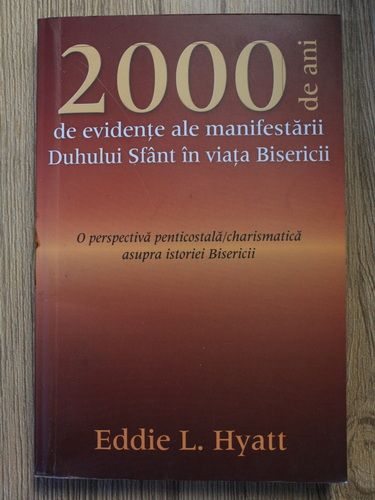 2000 de ani
de evidențe ale manifestării
Duhului Sfânt în viața Bisericii
O perspectivă penticostală/charismatică
asupra istoriei Bisericii
Eddie L. Hyatt